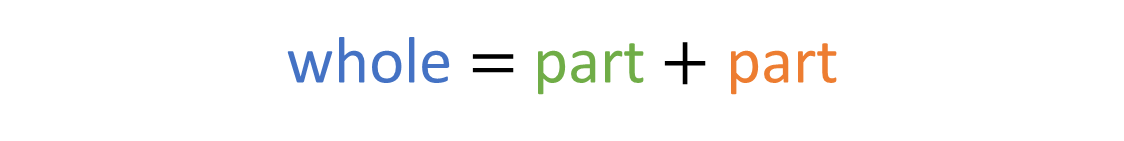 whole = part + part